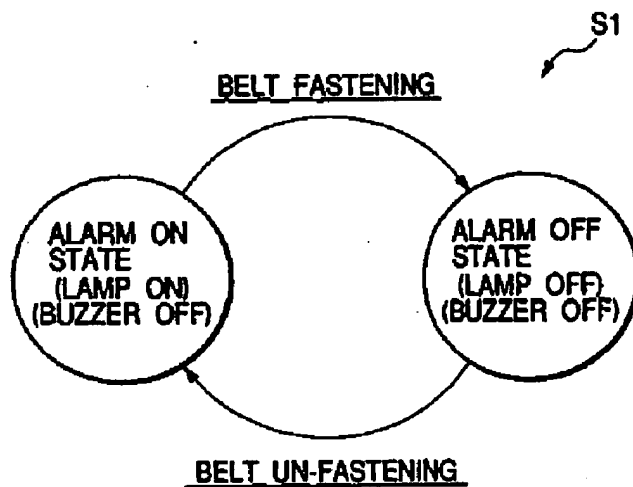 S1
BELT FASTENING
ALARM ON
STATE
(LAMP ON)
(BUZZER OFF)
ALARM OFF
STATE
(LAMP OFF)
(BUZZER OFF)
BELT UN-FASTENING